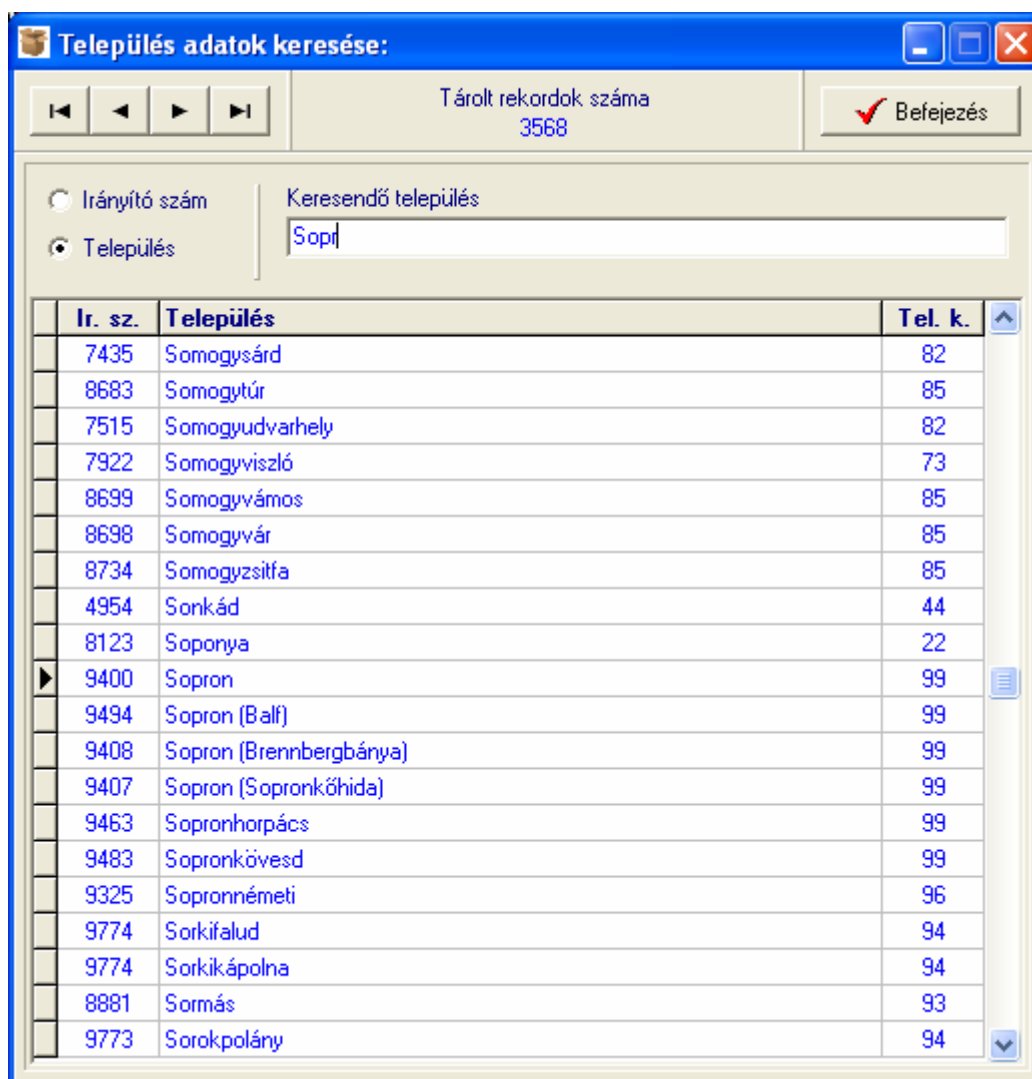 Település adatok keresése:
Tárolt rekordok száma
3568
Befejezés
Irányító szám
Település
Keresendő település
Sopr
Ir. sz. Település Tel. k.
7435 Somogysárd 82
8683 Somogytúr 85
7515 Somogyudvarhely 82
7922 Somogyviszló 73
8699 Somogyvámos 85
8698 Somogyvár 85
8734 Somogyzsitfa 85
4954 Sonkád 44
8123 Soponya 22
9400 Sopron 99
9494 Sopron (Balf) 99
9408 Sopron (Brennbergbánya) 99
9407 Sopron (Sopronkőhida) 99
9463 Sopronhorpács 99
9483 Sopronkövesd 99
9325 Sopronnémeti 96
9774 Sorkifalud 94
9774 Sorkikápolna 94
8881 Sormás 93
9773 Sorokpolány 94